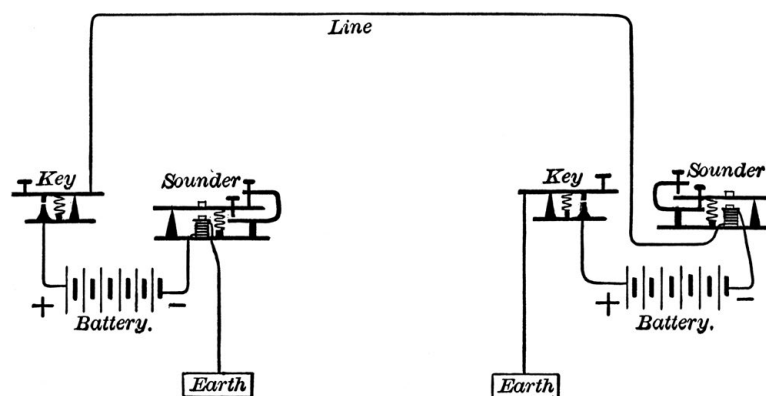 Line
Key
Sounder
Key
Sounder
+
−
Battery.
+
−
Battery.
Earth
Earth